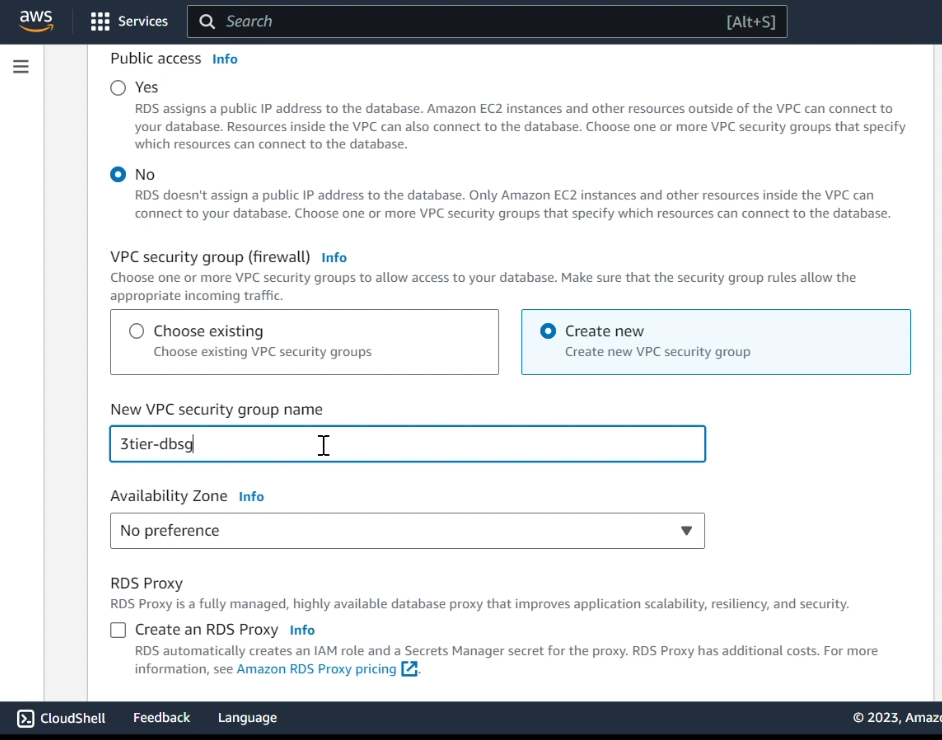 aws
Services
Search
[Alt+S]
Public access Info
Yes
RDS assigns a public IP address to the database. Amazon EC2 instances and other resources outside of the VPC can connect to
your database. Resources inside the VPC can also connect to the database. Choose one or more VPC security groups that specify
which resources can connect to the database.
No
RDS doesn't assign a public IP address to the database. Only Amazon EC2 instances and other resources inside the VPC can
connect to your database. Choose one or more VPC security groups that specify which resources can connect to the database.
VPC security group (firewall) Info
Choose one or more VPC security groups to allow access to your database. Make sure that the security group rules allow the
appropriate incoming traffic.
Choose existing
Choose existing VPC security groups
Create new
Create new VPC security group
New VPC security group name
3tier-dbsg
Availability Zone Info
No preference
RDS Proxy
RDS Proxy is a fully managed, highly available database proxy that improves application scalability, resiliency, and security.
Create an RDS Proxy Info
RDS automatically creates an IAM role and a Secrets Manager secret for the proxy. RDS Proxy has additional costs. For more
information, see Amazon RDS Proxy pricing.
CloudShell
Feedback
Language
© 2023, Amazo